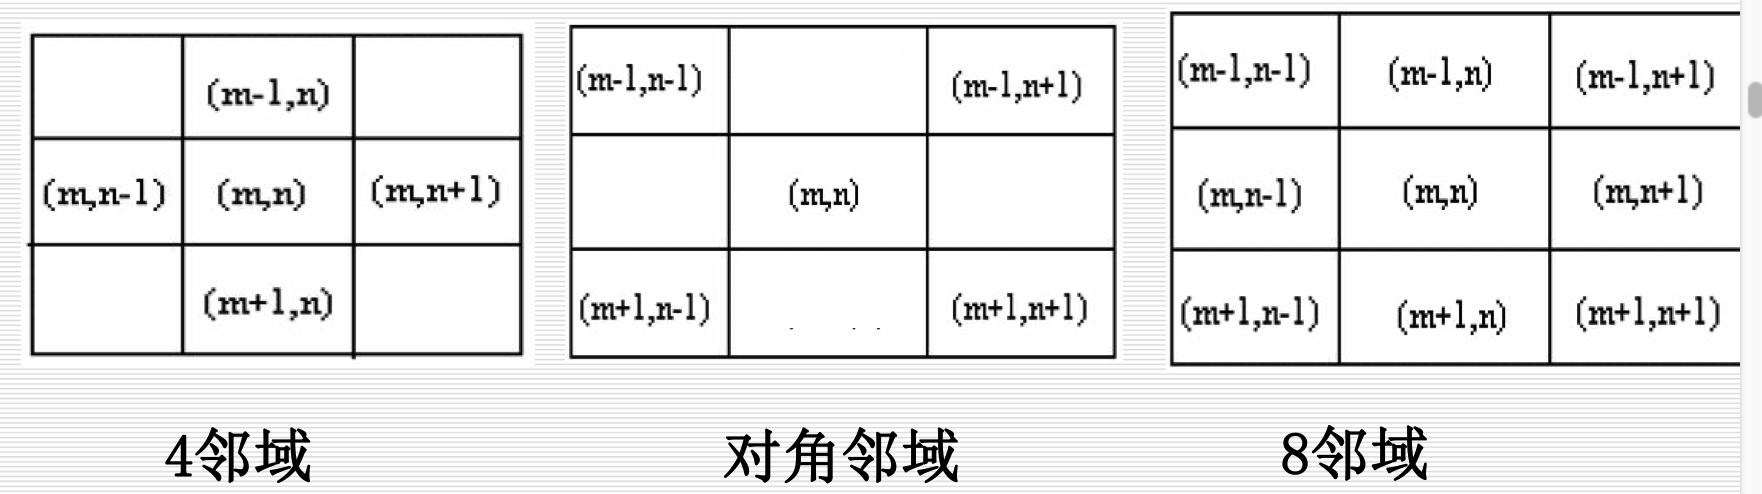 (m-1,n)
(m,n-1) (m,n) (m,n+1)
(m+1,n)
4邻域
(m-1,n-1) (m-1,n+1)
(m,n)
(m+1,n-1) (m+1,n+1)
对角邻域
(m-1,n-1) (m-1,n) (m-1,n+1)
(m,n-1) (m,n) (m,n+1)
(m+1,n-1) (m+1,n) (m+1,n+1)
8邻域